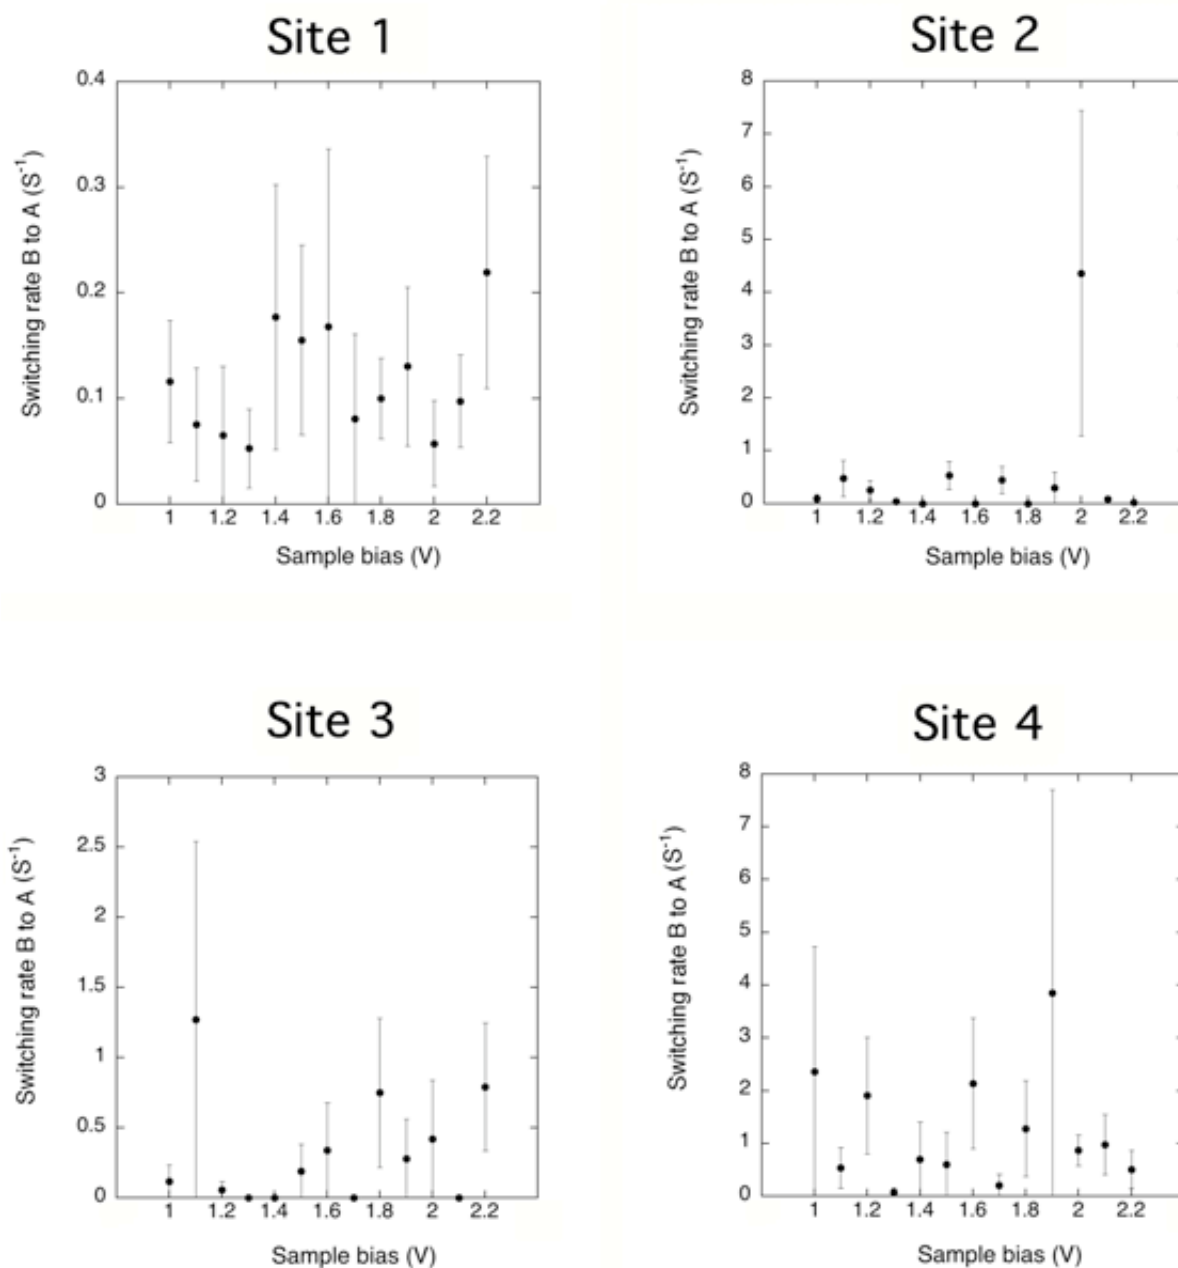 Site 1
0.4
0.3
0.2
0.1
0
Switching rate B to A (S⁻¹)
1 1.2 1.4 1.6 1.8 2 2.2
Sample bias (V)
Site 2
8
7
6
5
4
3
2
1
0
Switching rate B to A (S⁻¹)
1 1.2 1.4 1.6 1.8 2 2.2
Sample bias (V)
Site 3
3
2.5
2
1.5
1
0.5
0
Switching rate B to A (S⁻¹)
1 1.2 1.4 1.6 1.8 2 2.2
Sample bias (V)
Site 4
8
7
6
5
4
3
2
1
0
Switching rate B to A (S⁻¹)
1 1.2 1.4 1.6 1.8 2 2.2
Sample bias (V)